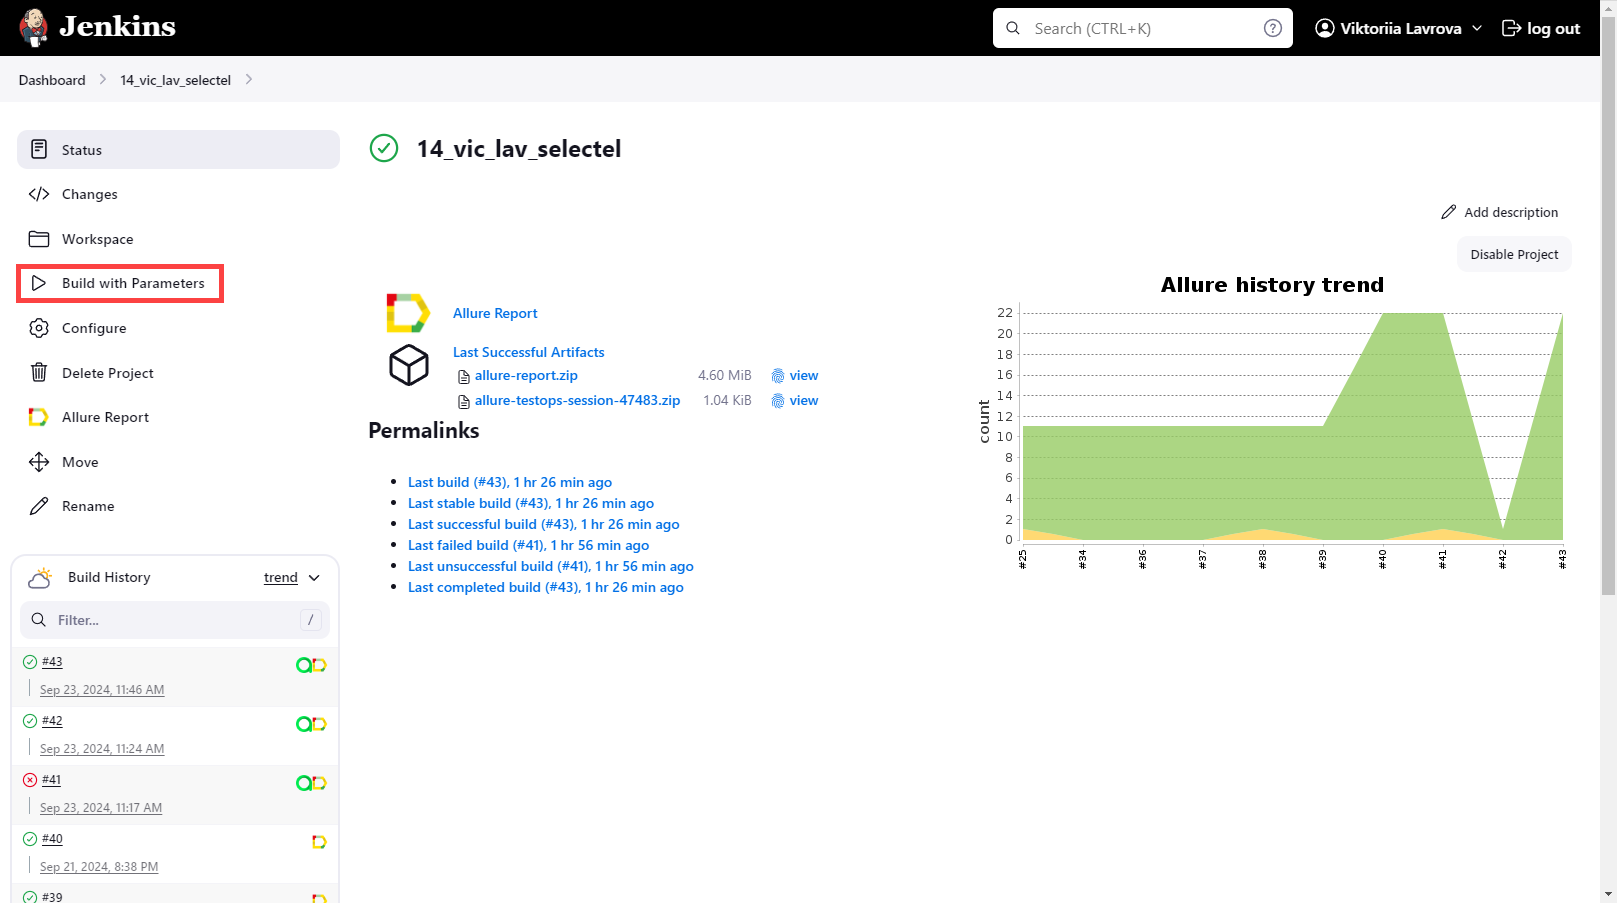 Jenkins
Search (CTRL+K)
?
Viktoriia Lavrova
log out
Dashboard
14_vic_lav_selectel
Status
Changes
Workspace
Build with Parameters
Configure
Delete Project
Allure Report
Move
Rename
Build History
trend
Filter...
/
#43
Sep 23, 2024, 11:46 AM
#42
Sep 23, 2024, 11:24 AM
#41
Sep 23, 2024, 11:17 AM
#40
Sep 21, 2024, 8:38 PM
#39
14_vic_lav_selectel
Add description
Disable Project
Allure Report
Last Successful Artifacts
allure-report.zip 4.60 MiB view
allure-testops-session-47483.zip 1.04 KiB view
Permalinks
Last build (#43), 1 hr 26 min ago
Last stable build (#43), 1 hr 26 min ago
Last successful build (#43), 1 hr 26 min ago
Last failed build (#41), 1 hr 56 min ago
Last unsuccessful build (#41), 1 hr 56 min ago
Last completed build (#43), 1 hr 26 min ago
Allure history trend
count
22
20
18
16
14
12
10
8
6
4
2
0
#25
#34
#36
#37
#38
#39
#40
#41
#42
#43